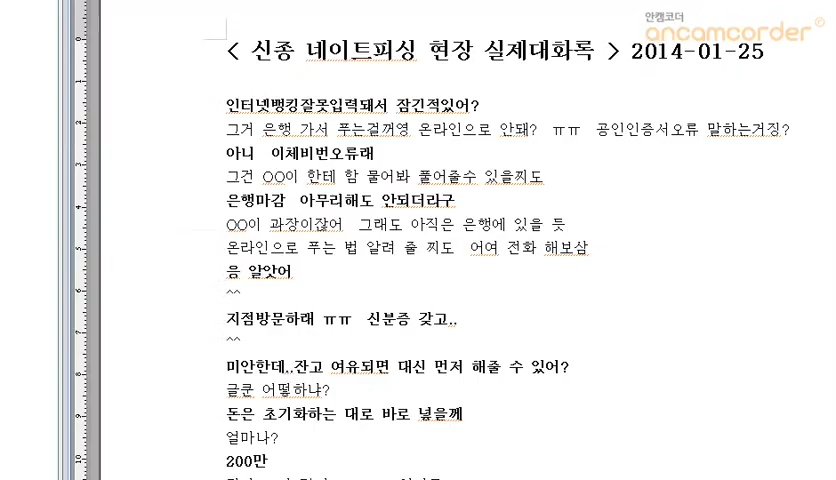 안캠코더
ancamcorder
< 신종 네이트피싱 현장 실제대화록 > 2014-01-25
인터넷뱅킹잘못입력돼서 잠긴적있어?
그거 은행 가서 푸는걸꺼영 온라인으로 안돼? ㅠㅠ 공인인증서오류 말하는거징?
아니 이체비번오류래
그건 OO이 한테 함 물어봐 풀어줄수 있을찌도
은행마감 아무리해도 안되더라구
OO이 과장이잖어 그래도 아직은 은행에 있을 듯
온라인으로 푸는 법 알려 줄 찌도 어여 전화 해보삼
음 알앗어
^^
지점방문하래 ㅠㅠ 신분증 갖고..
^^
미안한데..잔고 여유되면 대신 먼저 해줄 수 있어?
글쿤 어떻하냐?
돈은 초기화하는 대로 바로 넣을께
얼마나?
200만